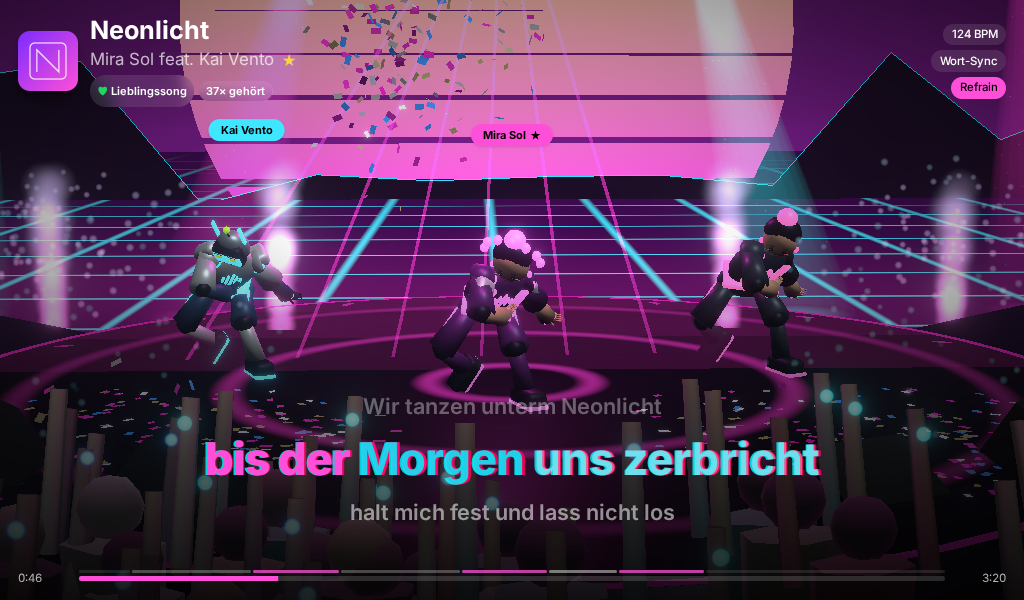 Neonlicht
Mira Sol feat. Kai Vento ★
Lieblingssong
37× gehört
124 BPM
Wort-Sync
Refrain
Kai Vento
Mira Sol ★
Wir tanzen unterm Neonlicht
bis der Morgen uns zerbricht
halt mich fest und lass nicht los
0:46
3:20